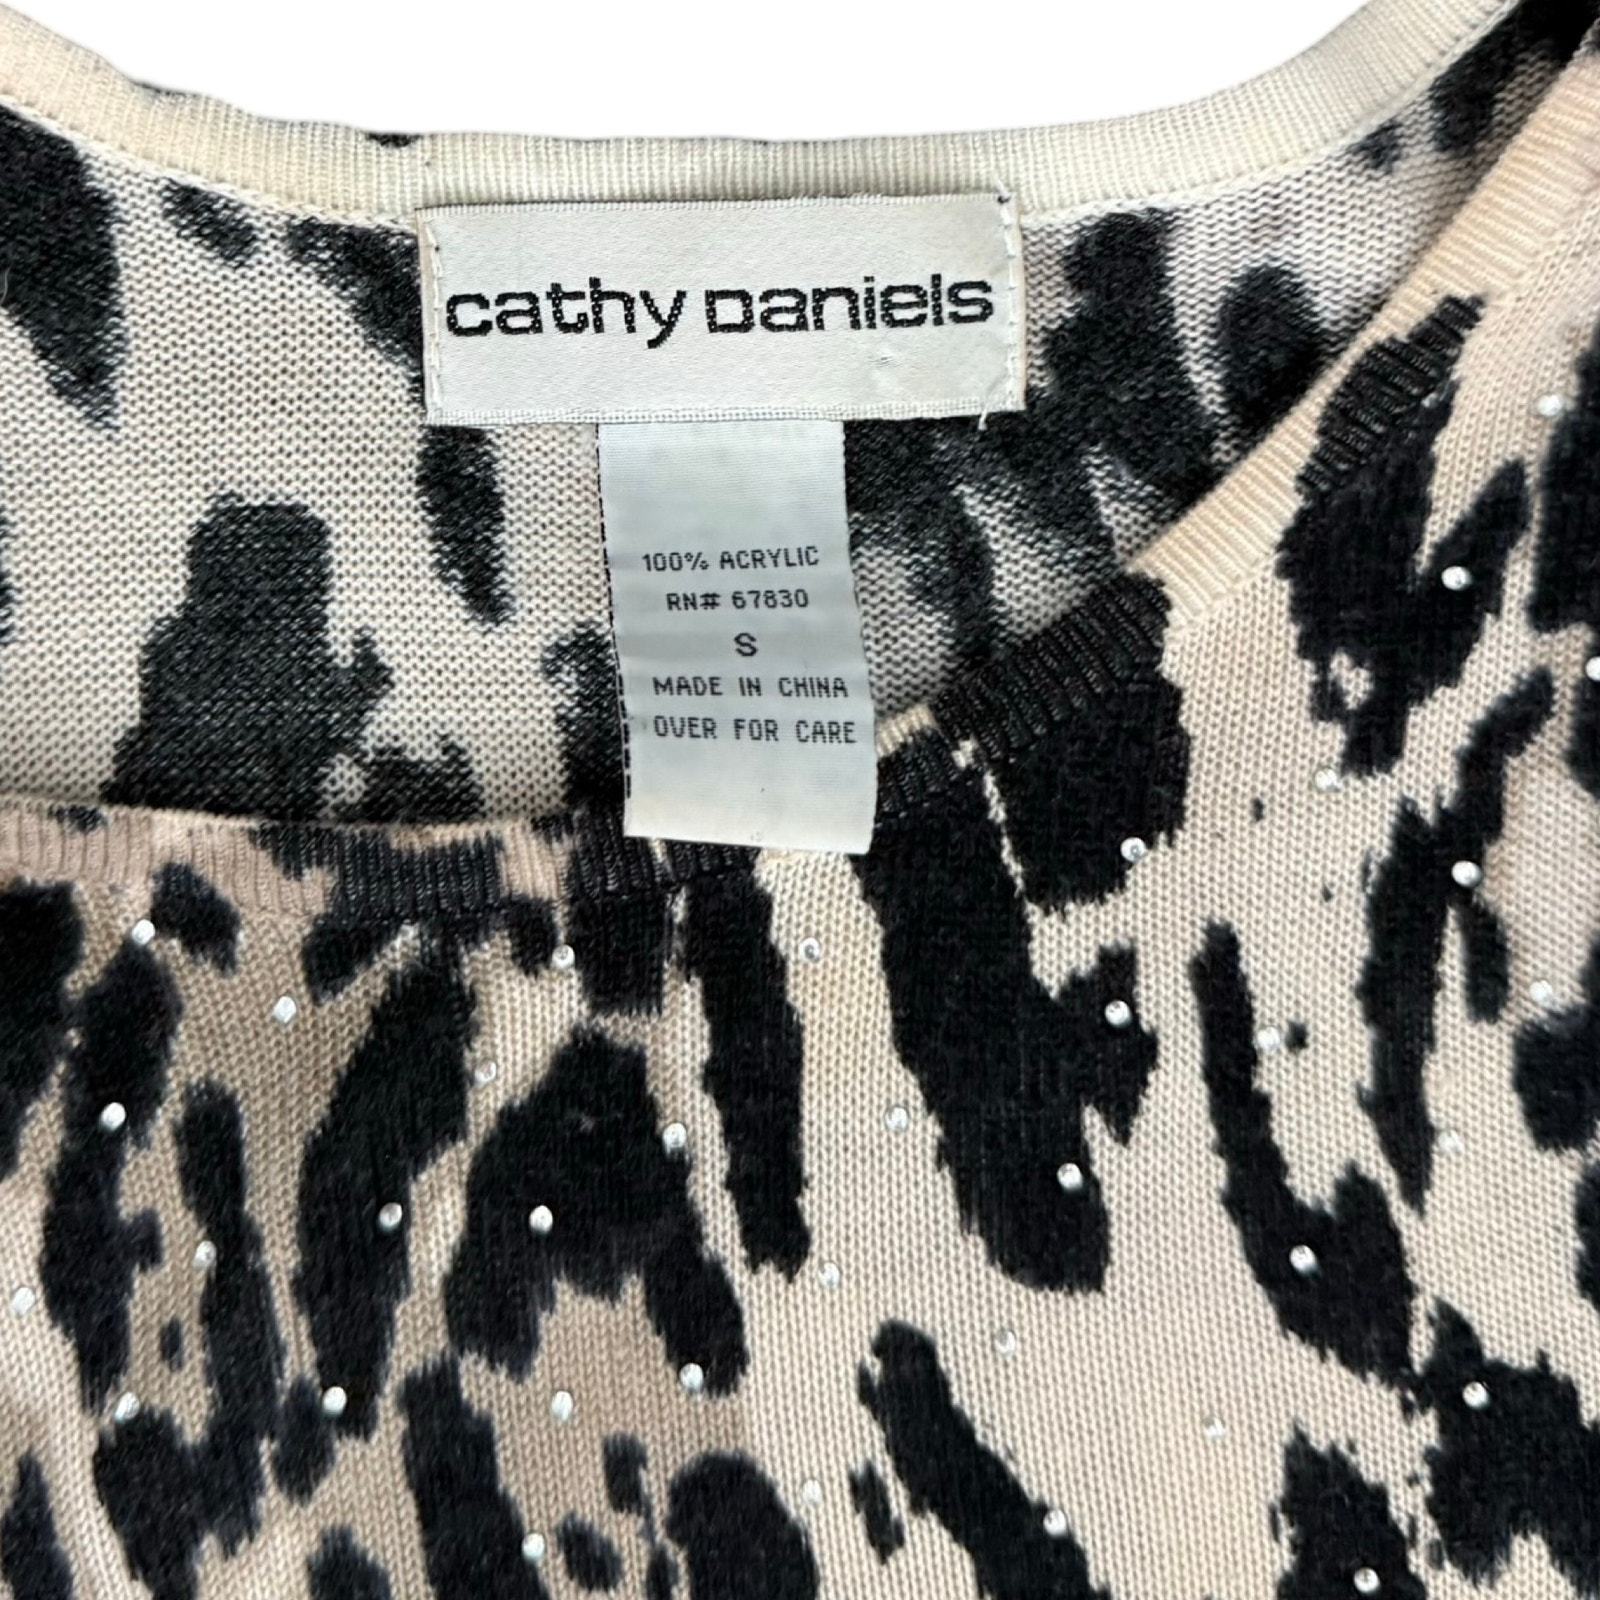 cathy Daniels
100% ACRYLIC
RN# 67830
S
MADE IN CHINA
OVER FOR CARE